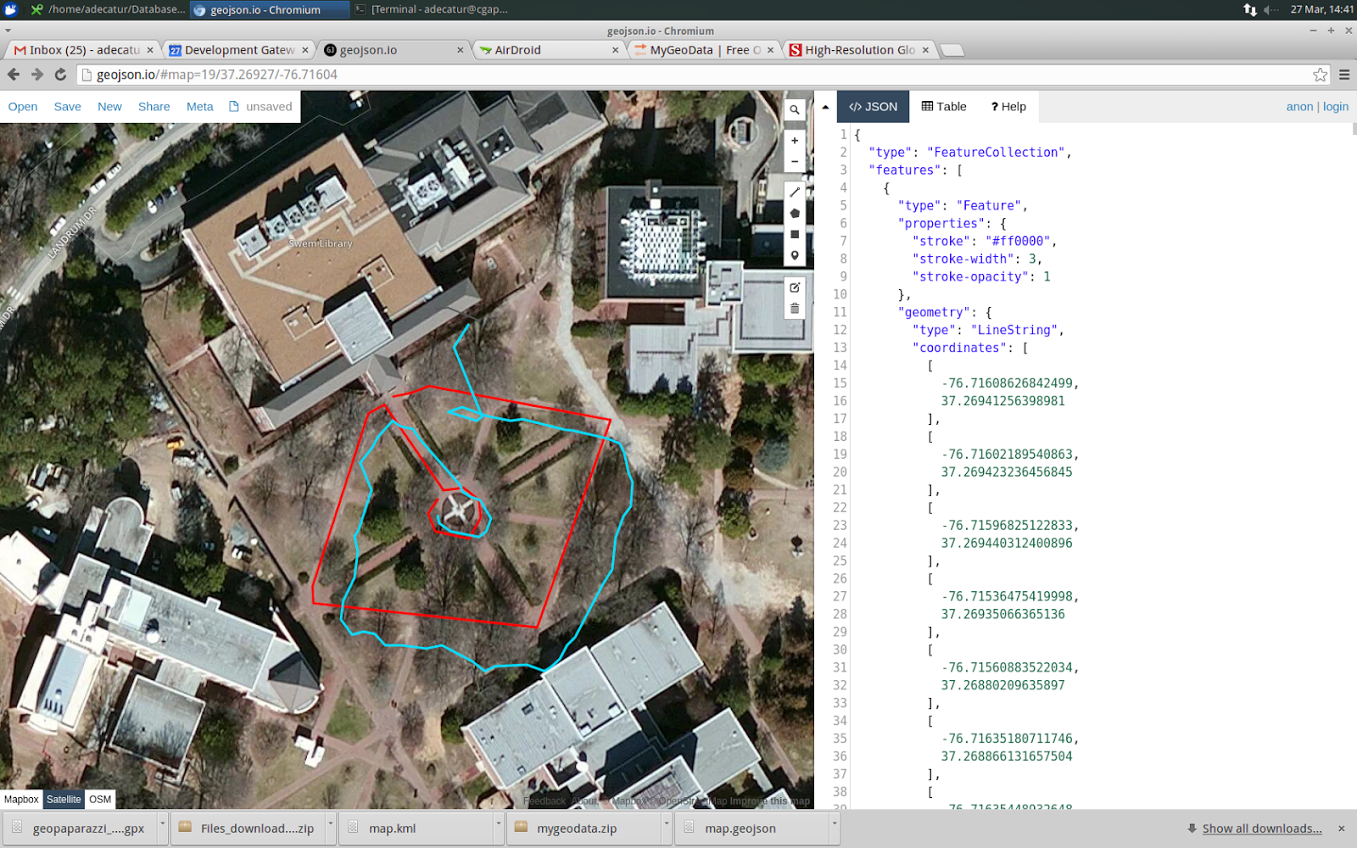 /home/adecatur/Database...
geojson.io - Chromium
[Terminal - adecatur@cgap...
27 Mar, 14:41
geojson.io - Chromium
Inbox (25) - adecatu
27
Development Gatew
geojson.io
AirDroid
MyGeoData | Free O
High-Resolution Glo
geojson.io/#map=19/37.26927/-76.71604
Open
Save
New
Share
Meta
unsaved
</> JSON
Table
? Help
anon | login
LANDRUM DR
Swem Library
1 {
2 "type": "FeatureCollection",
3 "features": [
4 {
5 "type": "Feature",
6 "properties": {
7 "stroke": "#ff0000",
8 "stroke-width": 3,
9 "stroke-opacity": 1
10 },
11 "geometry": {
12 "type": "LineString",
13 "coordinates": [
14 [
15 -76.71608626842499,
16 37.26941256398981
17 ],
18 [
19 -76.71602189540863,
20 37.269423236456845
21 ],
22 [
23 -76.71596825122833,
24 37.269440312400896
25 ],
26 [
27 -76.71536475419998,
28 37.26935066365136
29 ],
30 [
31 -76.71560883522034,
32 37.26880209635897
33 ],
34 [
35 -76.71635180711746,
36 37.268866131657504
37 ],
38 [
39 -76.71635448932648
Mapbox
Satellite
OSM
Feedback About © Mapbox © OpenStreetMap Improve this map
geopaparazzi_....gpx
Files_download....zip
map.kml
mygeodata.zip
map.geojson
Show all downloads...